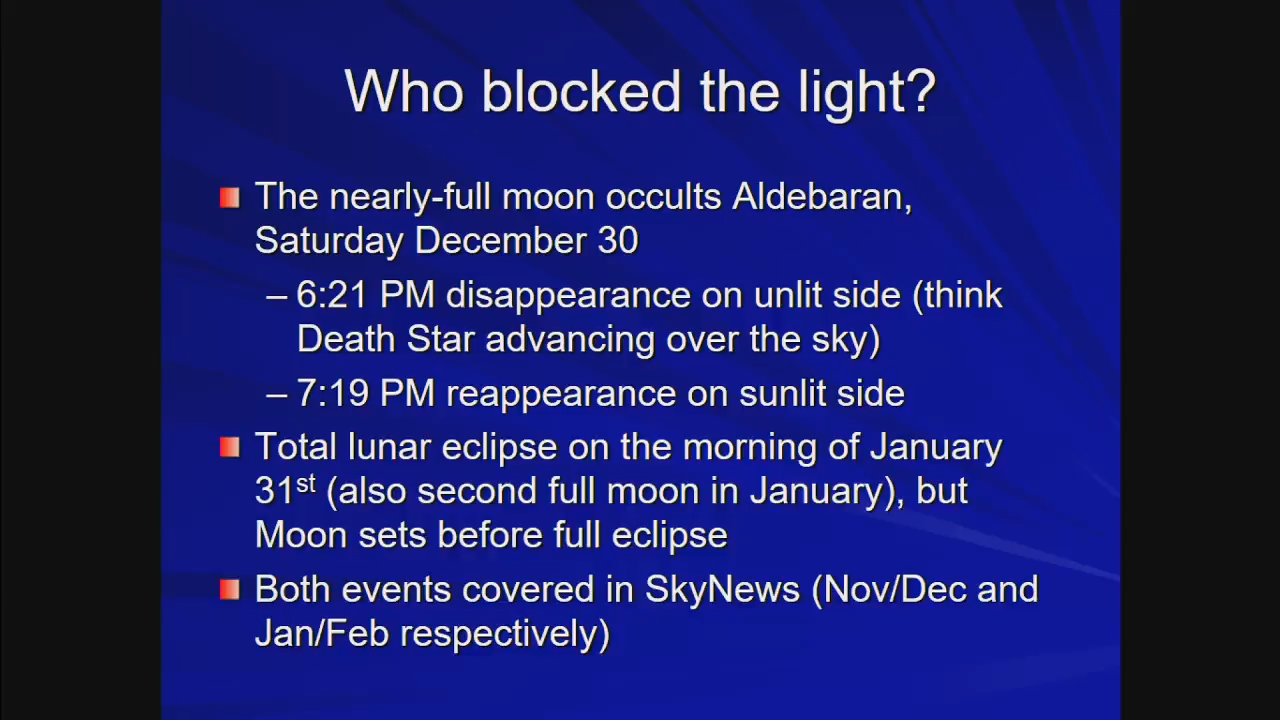 Who blocked the light?
The nearly-full moon occults Aldebaran,
Saturday December 30
– 6:21 PM disappearance on unlit side (think
Death Star advancing over the sky)
– 7:19 PM reappearance on sunlit side
Total lunar eclipse on the morning of January
31st (also second full moon in January), but
Moon sets before full eclipse
Both events covered in SkyNews (Nov/Dec and
Jan/Feb respectively)